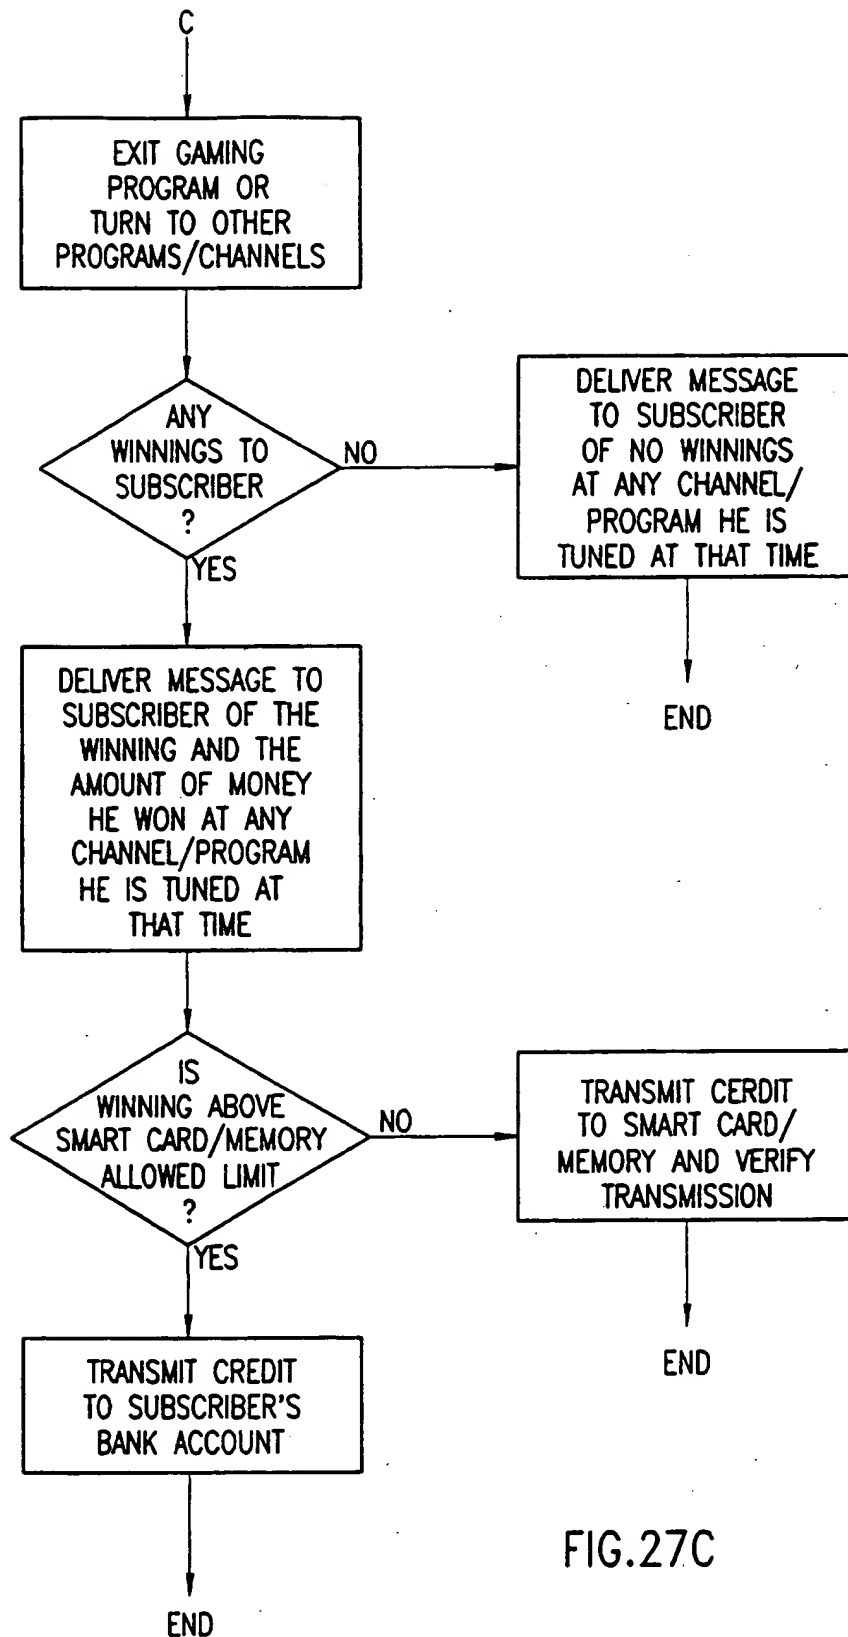 C
EXIT GAMING
PROGRAM OR
TURN TO OTHER
PROGRAMS/CHANNELS
ANY
WINNINGS TO
SUBSCRIBER
?
NO
YES
DELIVER MESSAGE
TO SUBSCRIBER
OF NO WINNINGS
AT ANY CHANNEL/
PROGRAM HE IS
TUNED AT THAT TIME
END
DELIVER MESSAGE TO
SUBSCRIBER OF THE
WINNING AND THE
AMOUNT OF MONEY
HE WON AT ANY
CHANNEL/PROGRAM
HE IS TUNED AT
THAT TIME
IS
WINNING ABOVE
SMART CARD/MEMORY
ALLOWED LIMIT
?
NO
YES
TRANSMIT CERDIT
TO SMART CARD/
MEMORY AND VERIFY
TRANSMISSION
END
TRANSMIT CREDIT
TO SUBSCRIBER'S
BANK ACCOUNT
END
FIG.27C